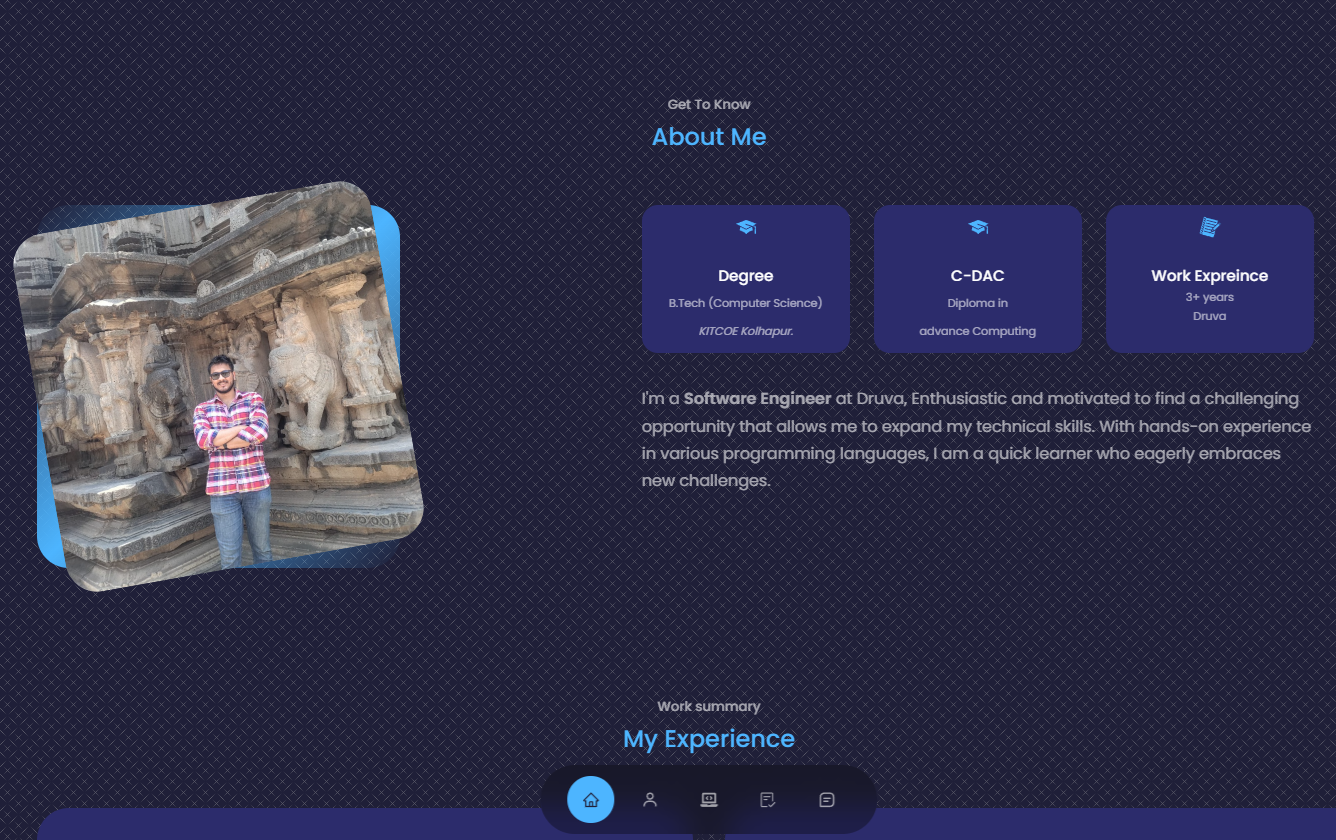 Get To Know
About Me
Degree
B.Tech (Computer Science)
KITCOE Kolhapur.
C-DAC
Diploma in
advance Computing
Work Expreince
3+ years
Druva
I'm a Software Engineer at Druva, Enthusiastic and motivated to find a challenging
opportunity that allows me to expand my technical skills. With hands-on experience
in various programming languages, I am a quick learner who eagerly embraces
new challenges.
Work summary
My Experience